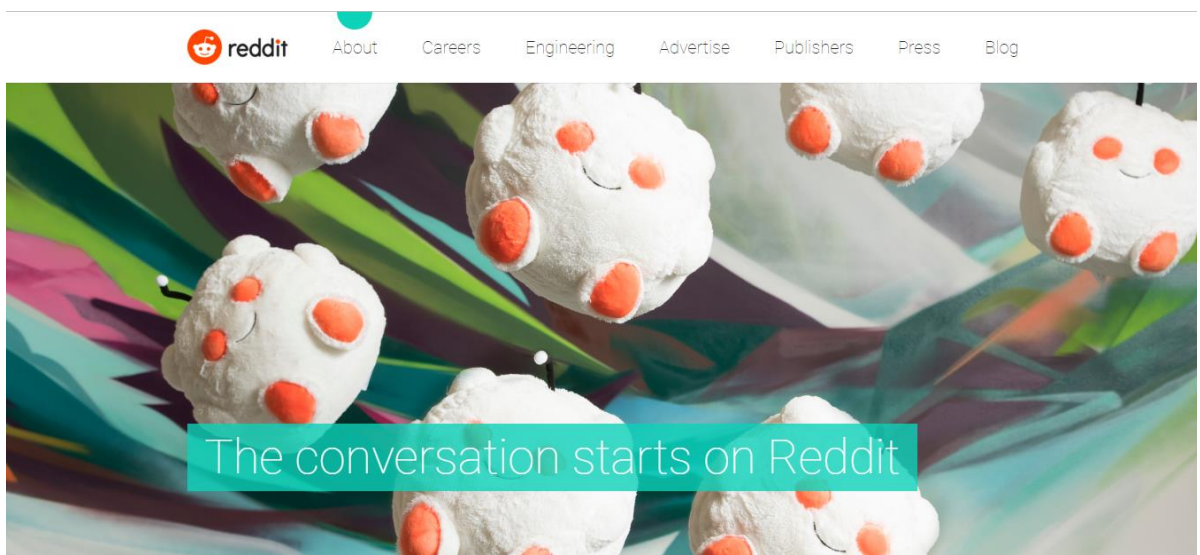 reddit About Careers Engineering Advertise Publishers Press Blog
The conversation starts on Reddit